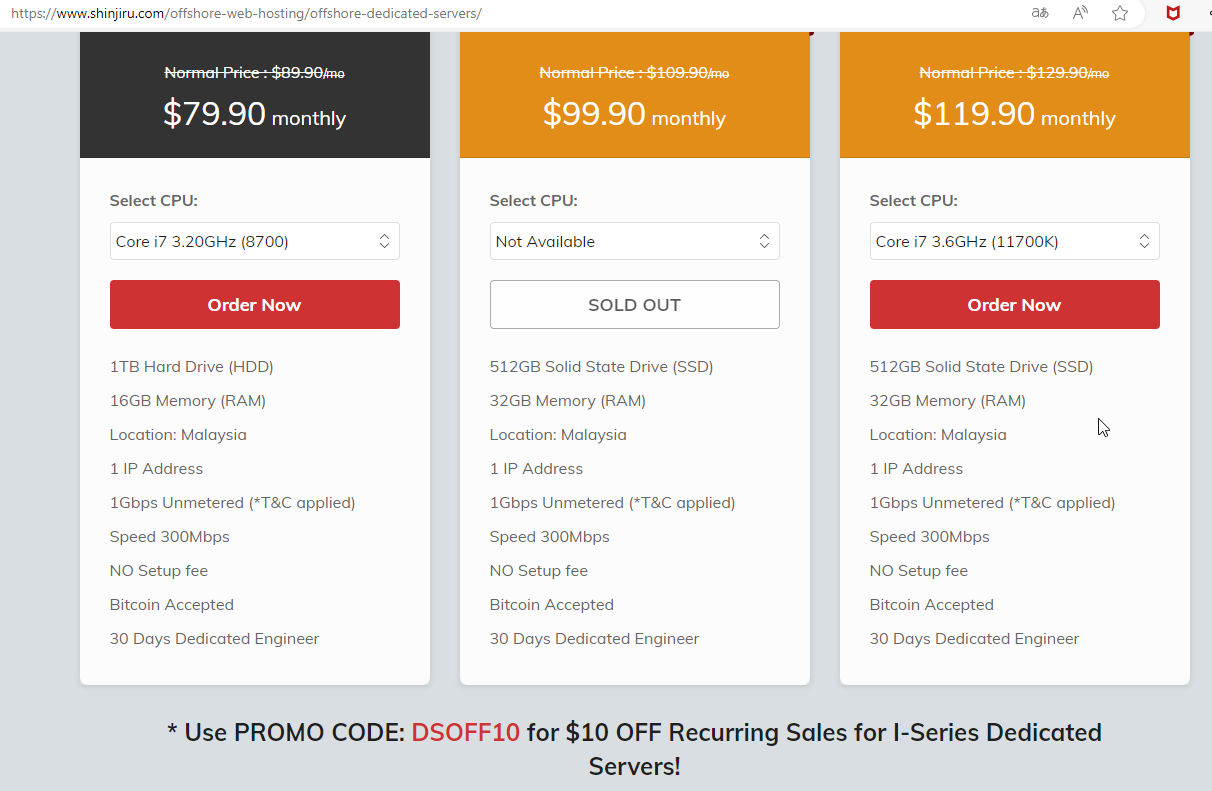 https://www.shinjiru.com/offshore-web-hosting/offshore-dedicated-servers/
Normal Price : $89.90/mo
$79.90 monthly
Select CPU:
Core i7 3.20GHz (8700)
Order Now
1TB Hard Drive (HDD)
16GB Memory (RAM)
Location: Malaysia
1 IP Address
1Gbps Unmetered (*T&C applied)
Speed 300Mbps
NO Setup fee
Bitcoin Accepted
30 Days Dedicated Engineer
Normal Price : $109.90/mo
$99.90 monthly
Select CPU:
Not Available
SOLD OUT
512GB Solid State Drive (SSD)
32GB Memory (RAM)
Location: Malaysia
1 IP Address
1Gbps Unmetered (*T&C applied)
Speed 300Mbps
NO Setup fee
Bitcoin Accepted
30 Days Dedicated Engineer
Normal Price : $129.90/mo
$119.90 monthly
Select CPU:
Core i7 3.6GHz (11700K)
Order Now
512GB Solid State Drive (SSD)
32GB Memory (RAM)
Location: Malaysia
1 IP Address
1Gbps Unmetered (*T&C applied)
Speed 300Mbps
NO Setup fee
Bitcoin Accepted
30 Days Dedicated Engineer
* Use PROMO CODE: DSOFF10 for $10 OFF Recurring Sales for I-Series Dedicated
Servers!